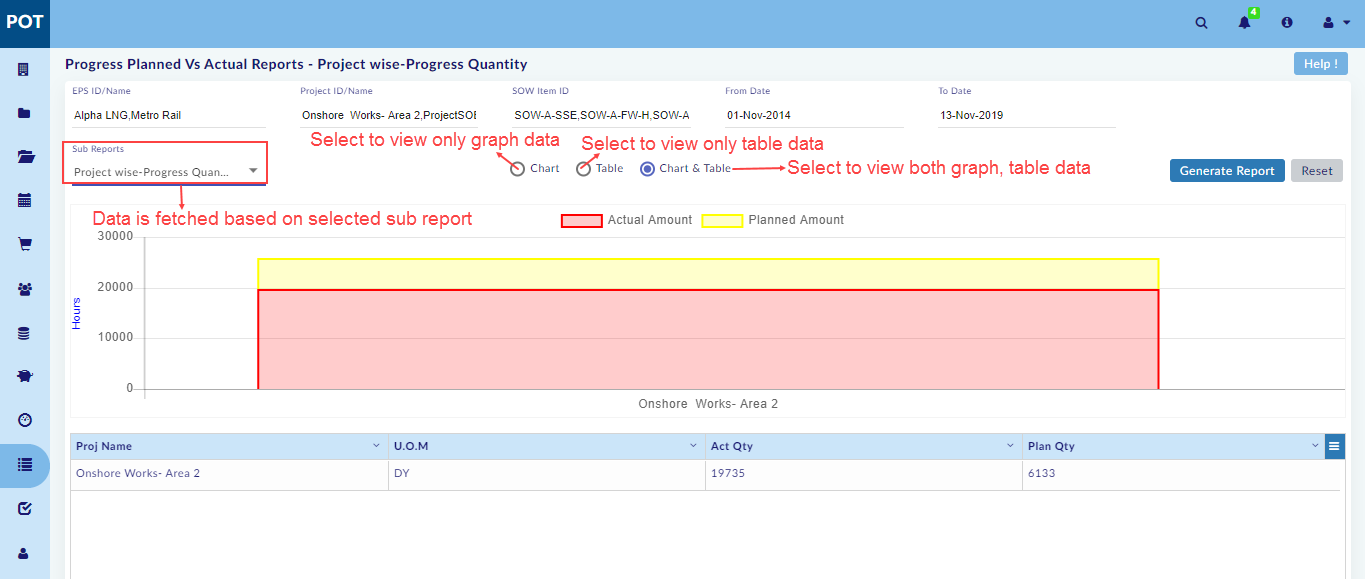 POT
4
Progress Planned Vs Actual Reports - Project wise-Progress Quantity
Help !
EPS ID/Name
Project ID/Name
SOW Item ID
From Date
To Date
Alpha LNG,Metro Rail
Onshore Works- Area 2,ProjectSOE
SOW-A-SSE,SOW-A-FW-H,SOW-A
01-Nov-2014
13-Nov-2019
Select to view only graph data
Select to view only table data
Sub Reports
Project wise-Progress Quan...
Chart
Table
Chart & Table
Select to view both graph, table data
Generate Report
Reset
Data is fetched based on selected sub report
Actual Amount
Planned Amount
30000
20000
10000
0
Hours
Onshore Works- Area 2
Proj Name
U.O.M
Act Qty
Plan Qty
Onshore Works- Area 2
DY
19735
6133